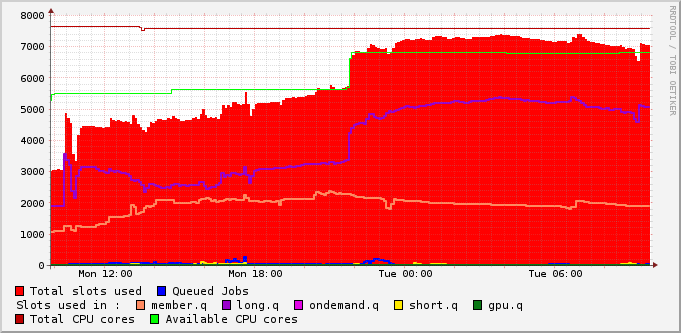 8000
7000
6000
5000
4000
3000
2000
1000
0
Mon 12:00 Mon 18:00 Tue 00:00 Tue 06:00
RRDTOOL / TOBI OETIKER
Total slots used Queued Jobs
Slots used in : member.q long.q ondemand.q short.q gpu.q
Total CPU cores Available CPU cores